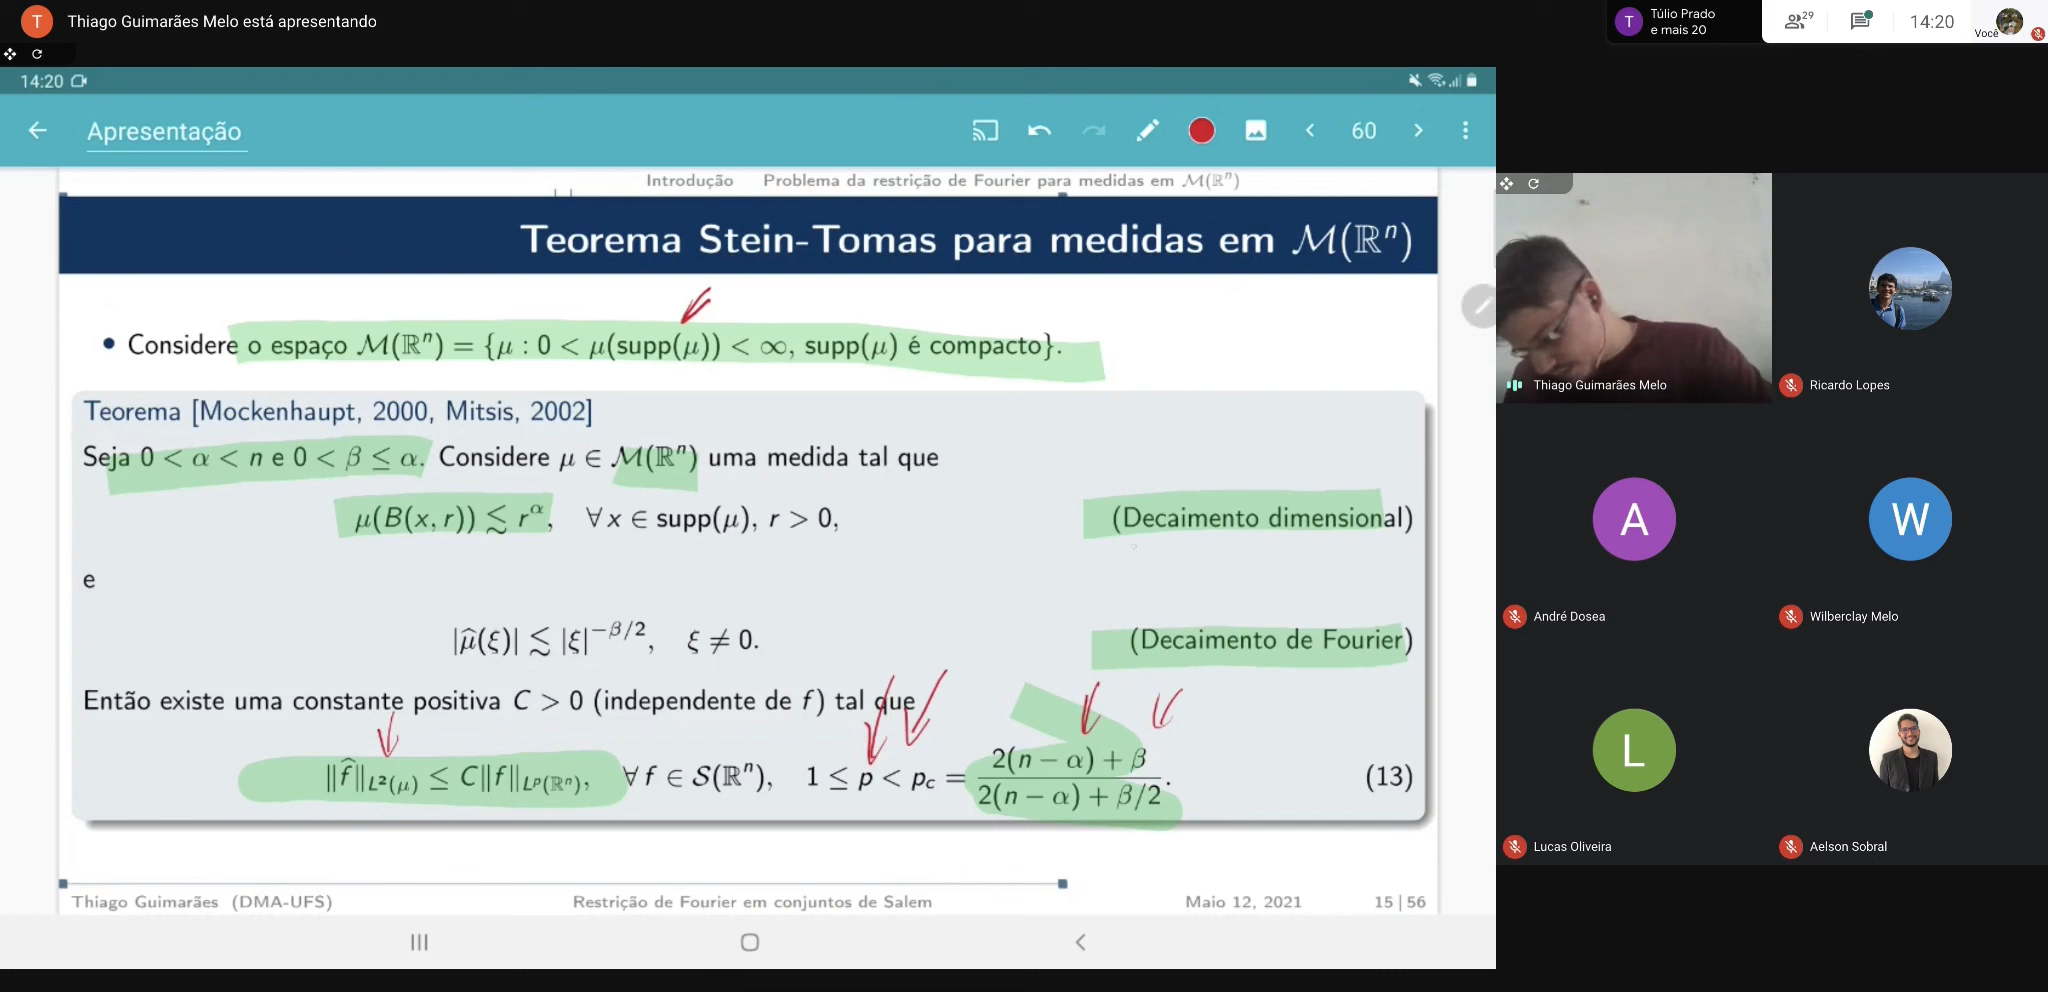 T Thiago Guimarães Melo está apresentando
T Túlio Prado
e mais 20
29
14:20
Você
14:20
Apresentação
60
Introdução Problema da restrição de Fourier para medidas em ℳ(ℝⁿ)
Teorema Stein-Tomas para medidas em ℳ(ℝⁿ)
• Considere o espaço ℳ(ℝⁿ) = {μ : 0 < μ(supp(μ)) < ∞, supp(μ) é compacto}.
Teorema [Mockenhaupt, 2000, Mitsis, 2002]
Seja 0 < α < n e 0 < β ≤ α. Considere μ ∈ ℳ(ℝⁿ) uma medida tal que
μ(B(x, r)) ≲ r^α, ∀ x ∈ supp(μ), r > 0, (Decaimento dimensional)
e
|μ̂(ξ)| ≲ |ξ|^{−β/2}, ξ ≠ 0. (Decaimento de Fourier)
Então existe uma constante positiva C > 0 (independente de f) tal que
‖f̂‖_{L²(μ)} ≤ C‖f‖_{L^p(ℝⁿ)}, ∀ f ∈ 𝒮(ℝⁿ), 1 ≤ p < p_c = \frac{2(n − α) + β}{2(n − α) + β/2}. (13)
Thiago Guimarães (DMA-UFS) Restrição de Fourier em conjuntos de Salem Maio 12, 2021 15 | 56
Thiago Guimarães Melo
Ricardo Lopes
A
W
André Dosea
Wilberclay Melo
L
Lucas Oliveira
Aelson Sobral